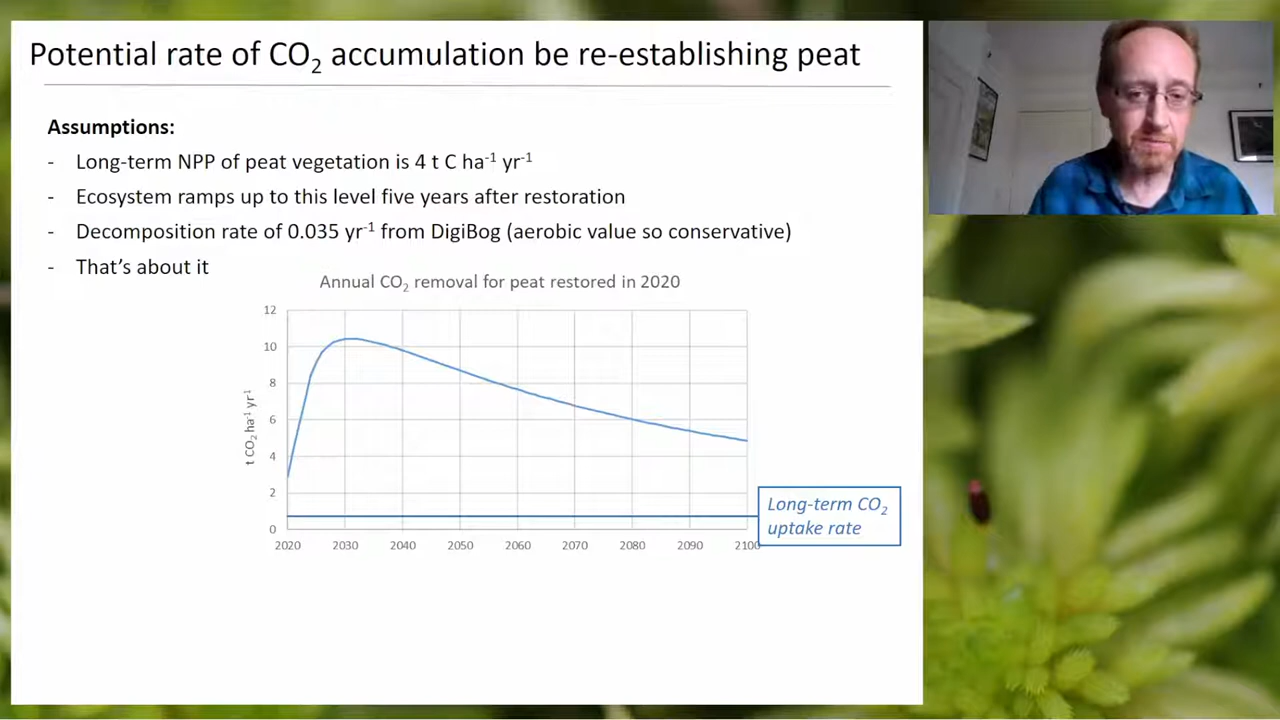 Potential rate of CO₂ accumulation be re-establishing peat
Assumptions:
- Long-term NPP of peat vegetation is 4 t C ha⁻¹ yr⁻¹
- Ecosystem ramps up to this level five years after restoration
- Decomposition rate of 0.035 yr⁻¹ from DigiBog (aerobic value so conservative)
- That's about it
Annual CO₂ removal for peat restored in 2020
12
10
8
6
4
2
0
t CO₂ ha⁻¹ yr⁻¹
2020 2030 2040 2050 2060 2070 2080 2090 2100
Long-term CO₂
uptake rate